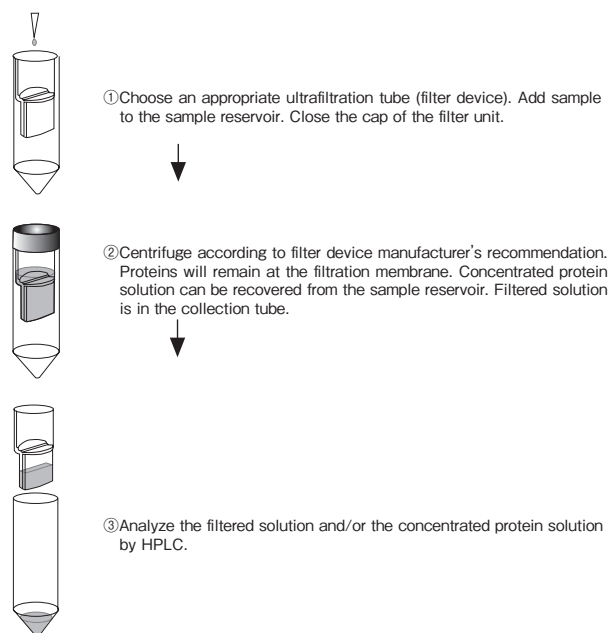 ①Choose an appropriate ultrafiltration tube (filter device). Add sample
to the sample reservoir. Close the cap of the filter unit.
②Centrifuge according to filter device manufacturer's recommendation.
Proteins will remain at the filtration membrane. Concentrated protein
solution can be recovered from the sample reservoir. Filtered solution
is in the collection tube.
③Analyze the filtered solution and/or the concentrated protein solution
by HPLC.